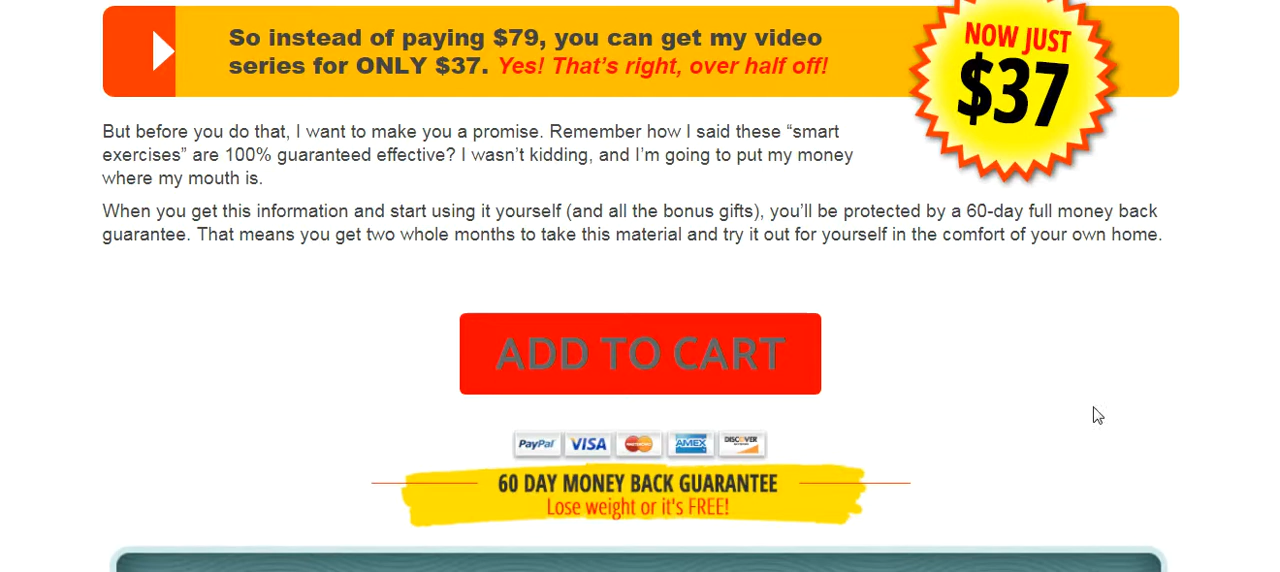 So instead of paying $79, you can get my video
series for ONLY $37. Yes! That's right, over half off!
NOW JUST
$37
But before you do that, I want to make you a promise. Remember how I said these “smart
exercises” are 100% guaranteed effective? I wasn’t kidding, and I’m going to put my money
where my mouth is.
When you get this information and start using it yourself (and all the bonus gifts), you’ll be protected by a 60-day full money back
guarantee. That means you get two whole months to take this material and try it out for yourself in the comfort of your own home.
ADD TO CART
PayPal VISA MasterCard AMEX DISCOVER
60 DAY MONEY BACK GUARANTEE
Lose weight or it's FREE!